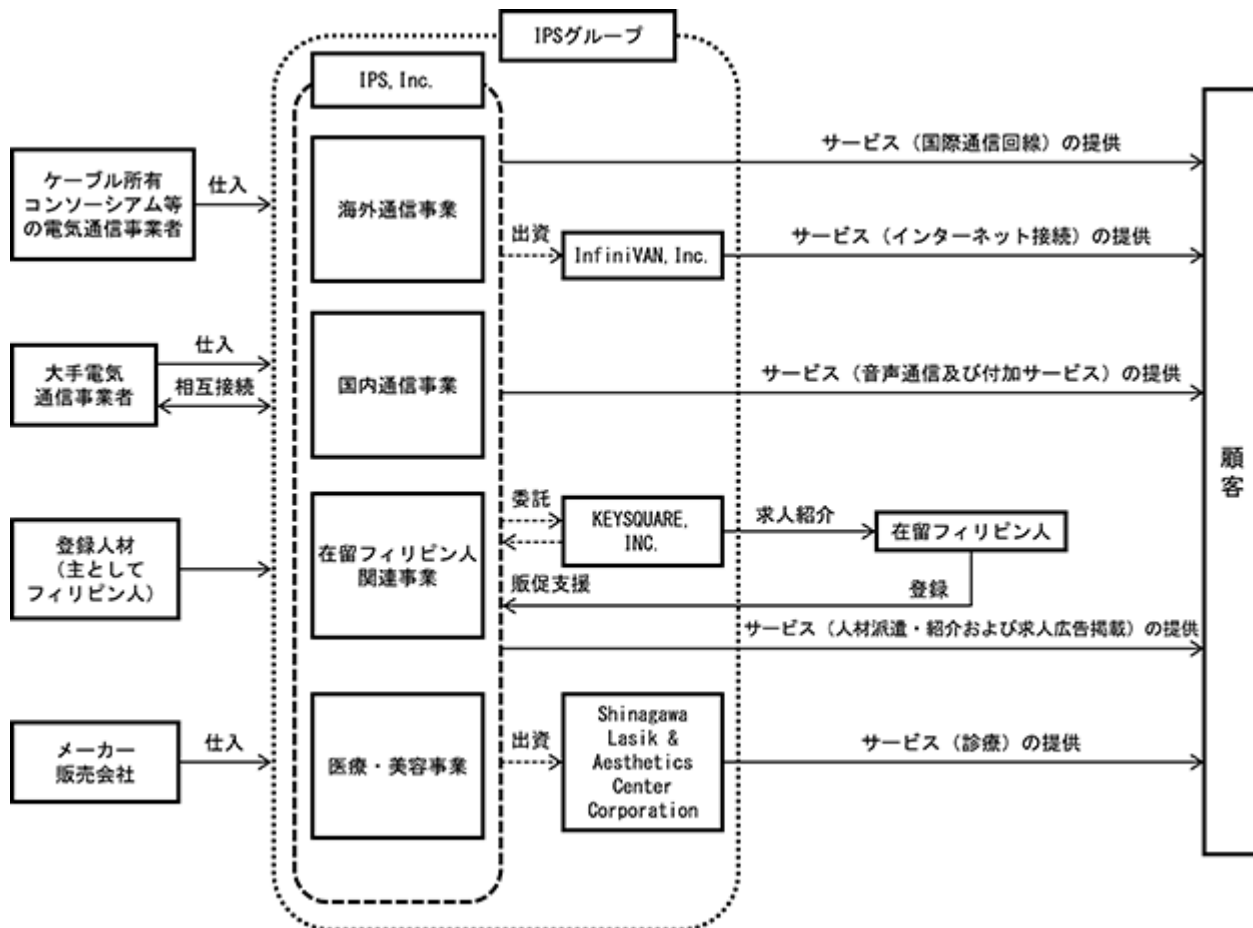 IPSグループ
IPS, Inc.
ケーブル所有
コンソーシアム等
の電気通信事業者
仕入
海外通信事業
サービス（国際通信回線）の提供
出資
InfiniVAN, Inc.
サービス（インターネット接続）の提供
大手電気
通信事業者
仕入
相互接続
国内通信事業
サービス（音声通信及び付加サービス）の提供
顧客
登録人材
（主として
フィリピン人）
在留フィリピン人
関連事業
委託
KEYSQUARE,
INC.
求人紹介
在留フィリピン人
販促支援
登録
サービス（人材派遣・紹介および求人広告掲載）の提供
メーカー
販売会社
仕入
医療・美容事業
出資
Shinagawa
Lasik &
Aesthetics
Center
Corporation
サービス（診療）の提供